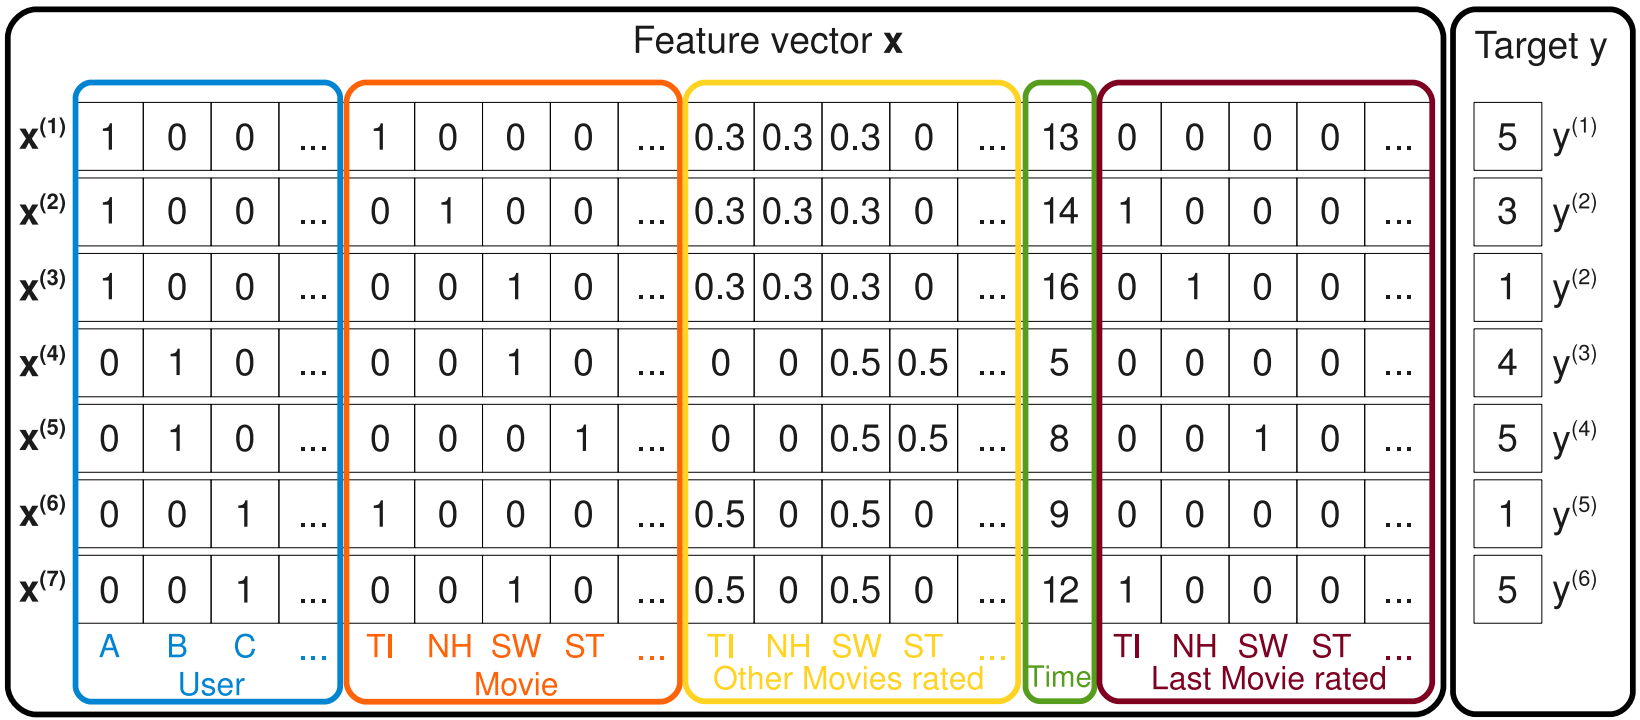 Feature vector x Target y
x(1) 1 0 0 ... 1 0 0 0 ... 0.3 0.3 0.3 0 ... 13 0 0 0 0 ... 5 y(1)
x(2) 1 0 0 ... 0 1 0 0 ... 0.3 0.3 0.3 0 ... 14 1 0 0 0 ... 3 y(2)
x(3) 1 0 0 ... 0 0 1 0 ... 0.3 0.3 0.3 0 ... 16 0 1 0 0 ... 1 y(2)
x(4) 0 1 0 ... 0 0 1 0 ... 0 0 0.5 0.5 ... 5 0 0 0 0 ... 4 y(3)
x(5) 0 1 0 ... 0 0 0 1 ... 0 0 0.5 0.5 ... 8 0 0 1 0 ... 5 y(4)
x(6) 0 0 1 ... 1 0 0 0 ... 0.5 0 0.5 0 ... 9 0 0 0 0 ... 1 y(5)
x(7) 0 0 1 ... 0 0 1 0 ... 0.5 0 0.5 0 ... 12 1 0 0 0 ... 5 y(6)
A B C ... TI NH SW ST ... TI NH SW ST ... TI NH SW ST ...
User Movie Other Movies rated Time Last Movie rated